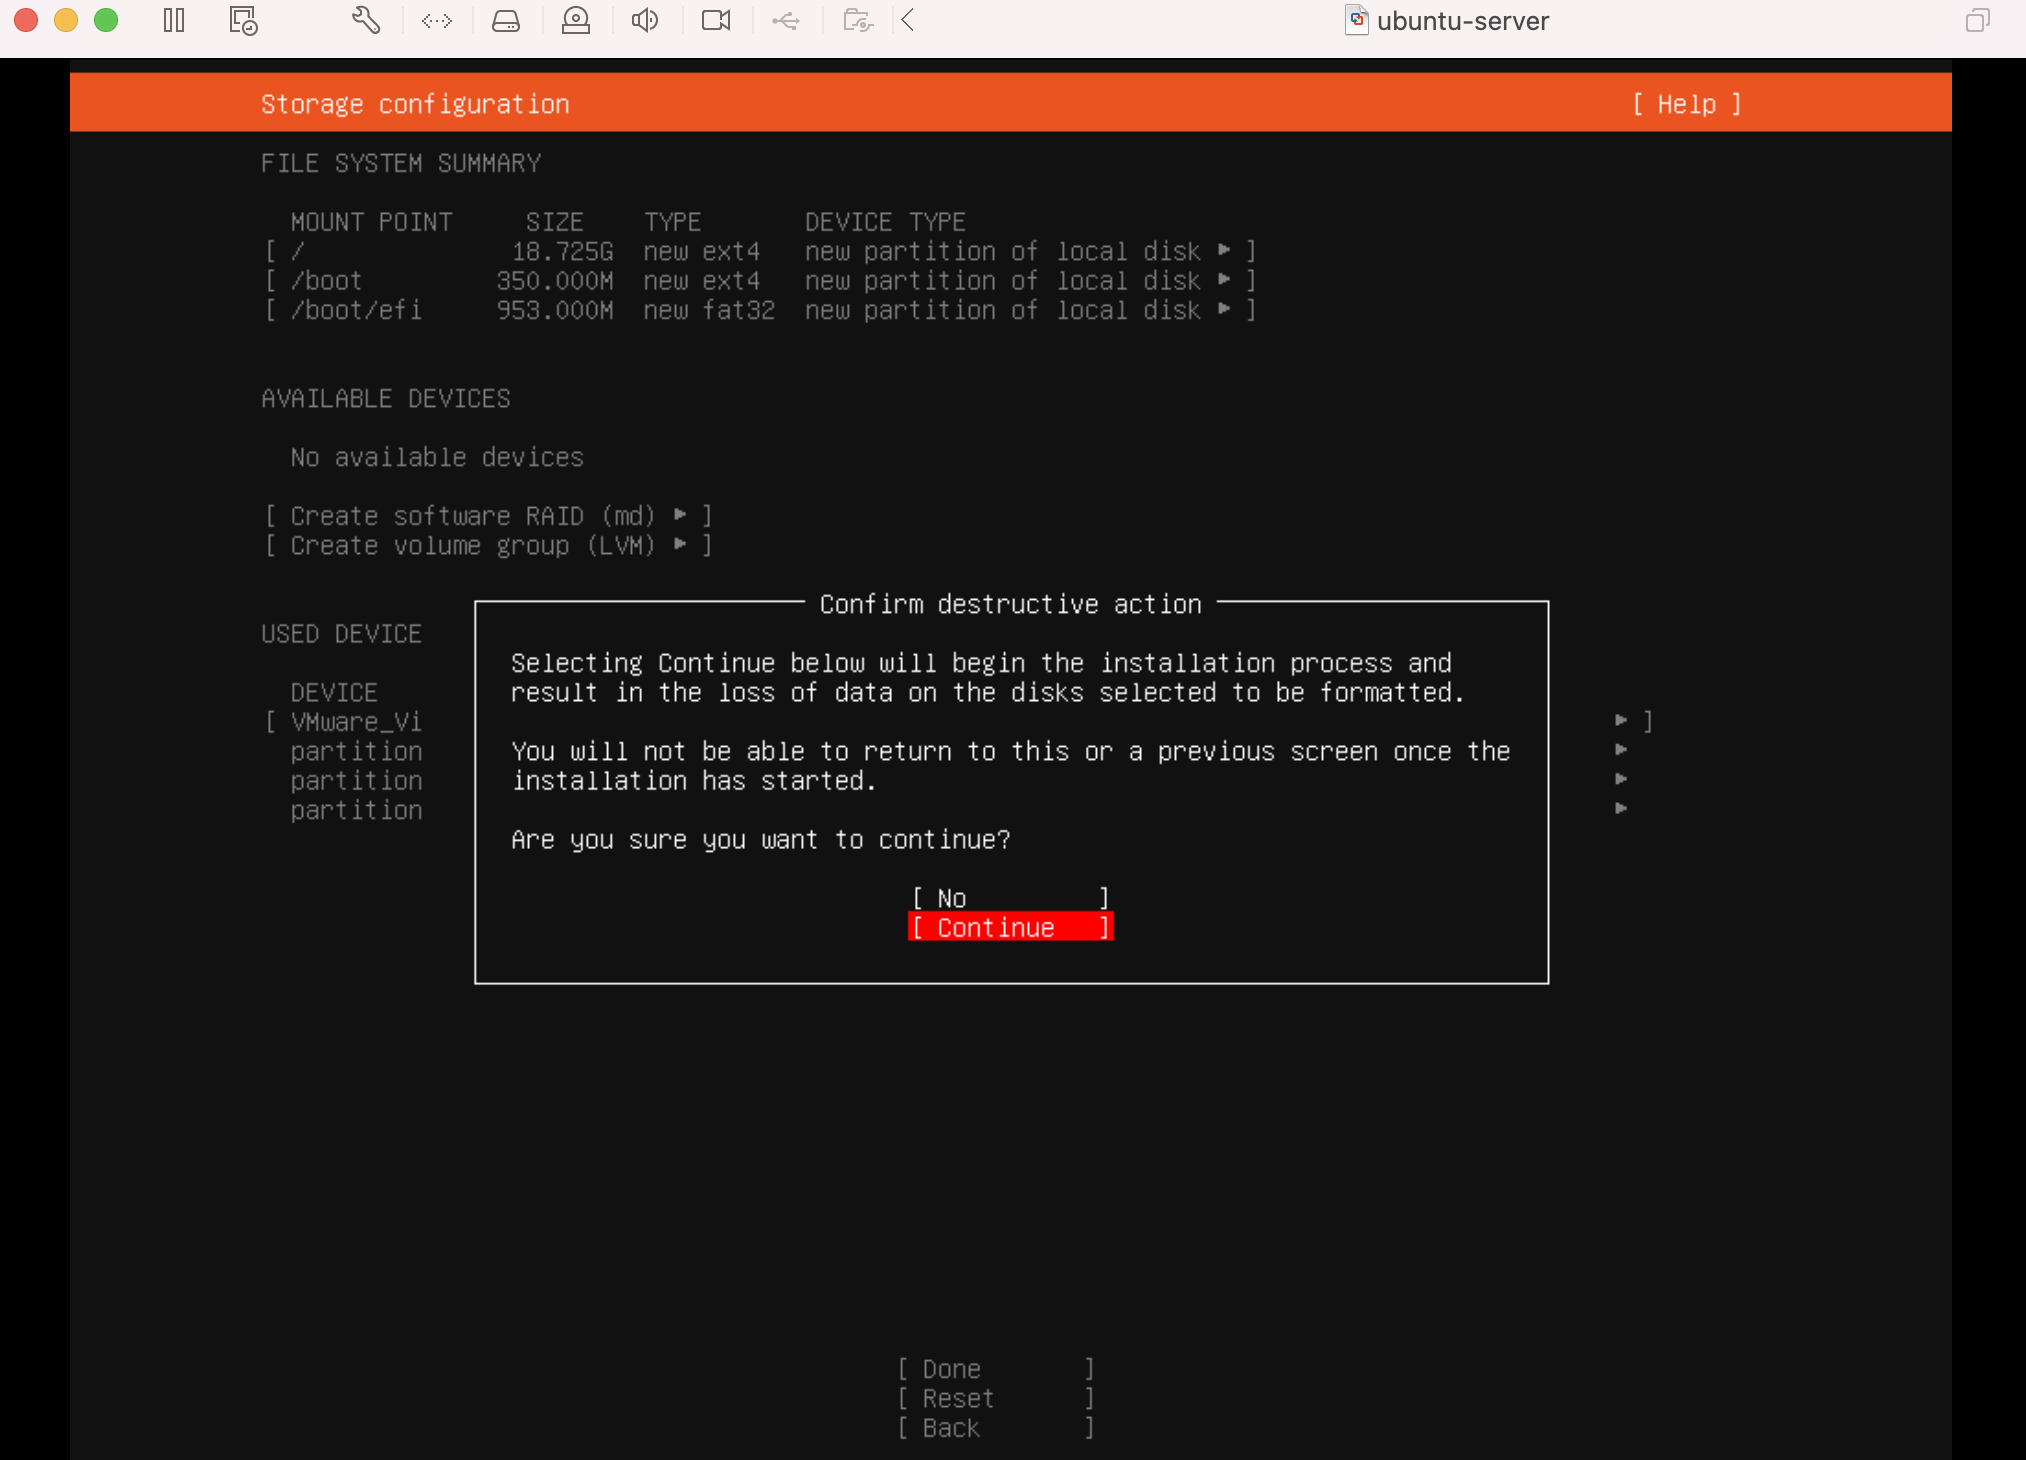 ubuntu-server
Storage configuration [ Help ]
FILE SYSTEM SUMMARY
MOUNT POINT SIZE TYPE DEVICE TYPE
[ / 18.725G new ext4 new partition of local disk ▸ ]
[ /boot 350.000M new ext4 new partition of local disk ▸ ]
[ /boot/efi 953.000M new fat32 new partition of local disk ▸ ]
AVAILABLE DEVICES
No available devices
[ Create software RAID (md) ▸ ]
[ Create volume group (LVM) ▸ ]
USED DEVICE
DEVICE
[ VMware_Vi ▸ ]
partition ▸
partition ▸
partition ▸
Confirm destructive action
Selecting Continue below will begin the installation process and
result in the loss of data on the disks selected to be formatted.
You will not be able to return to this or a previous screen once the
installation has started.
Are you sure you want to continue?
[ No ]
[ Continue ]
[ Done ]
[ Reset ]
[ Back ]